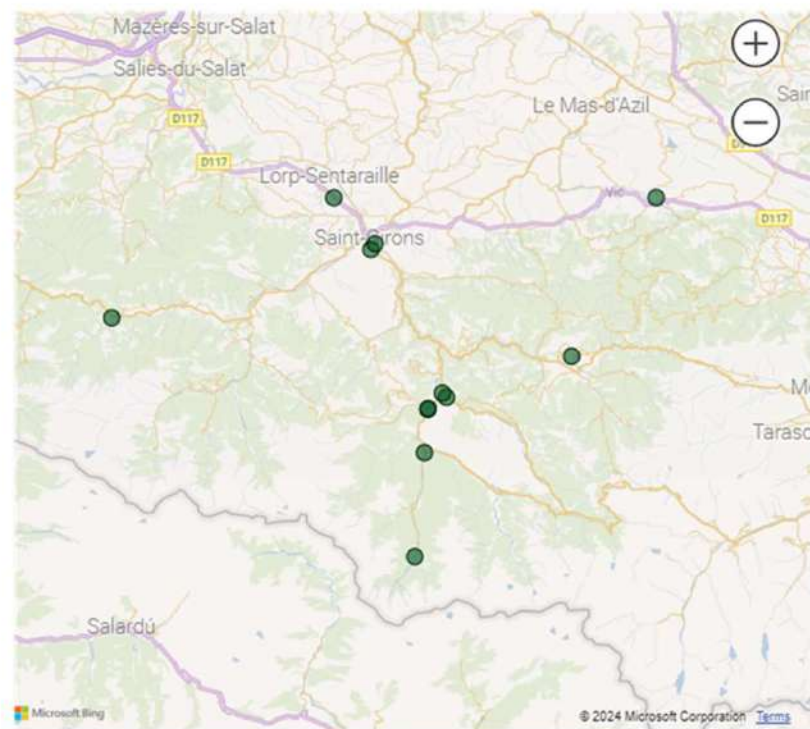 Mazères-sur-Salat
Salies-du-Salat
Le Mas-d'Azil
D117
D117
Lorp-Sentaraille
Vic
D117
Saint-Girons
Salardú
Microsoft Bing
© 2024 Microsoft Corporation Terms